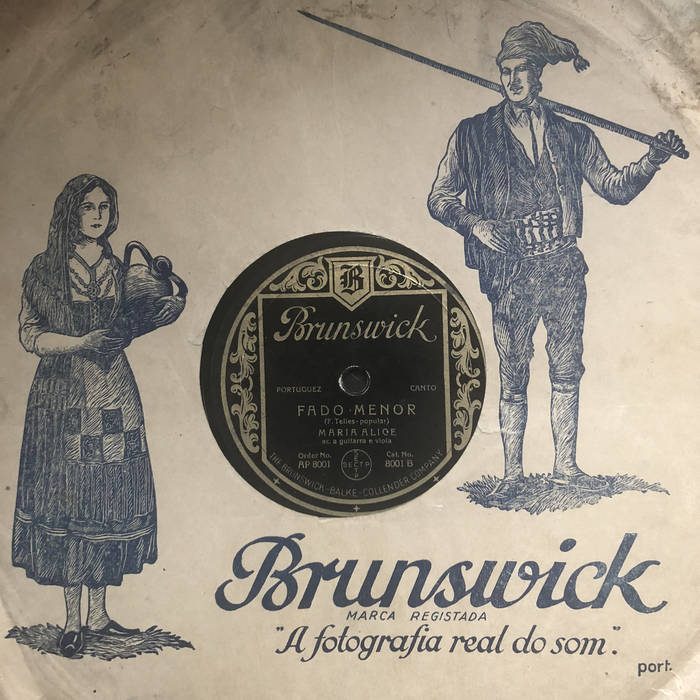 B
Brunswick
PORTUGUEZ CANTO
FADO-MENOR
(F. Telles-popular)
MARIA ALICE
ac. a guitarra e viola
Order No. Cat. No.
AP 8001 8001 B
THE BRUNSWICK-BALKE-COLLENDER COMPANY
Brunswick
MARCA REGISTADA
"A fotografia real do som".
port.